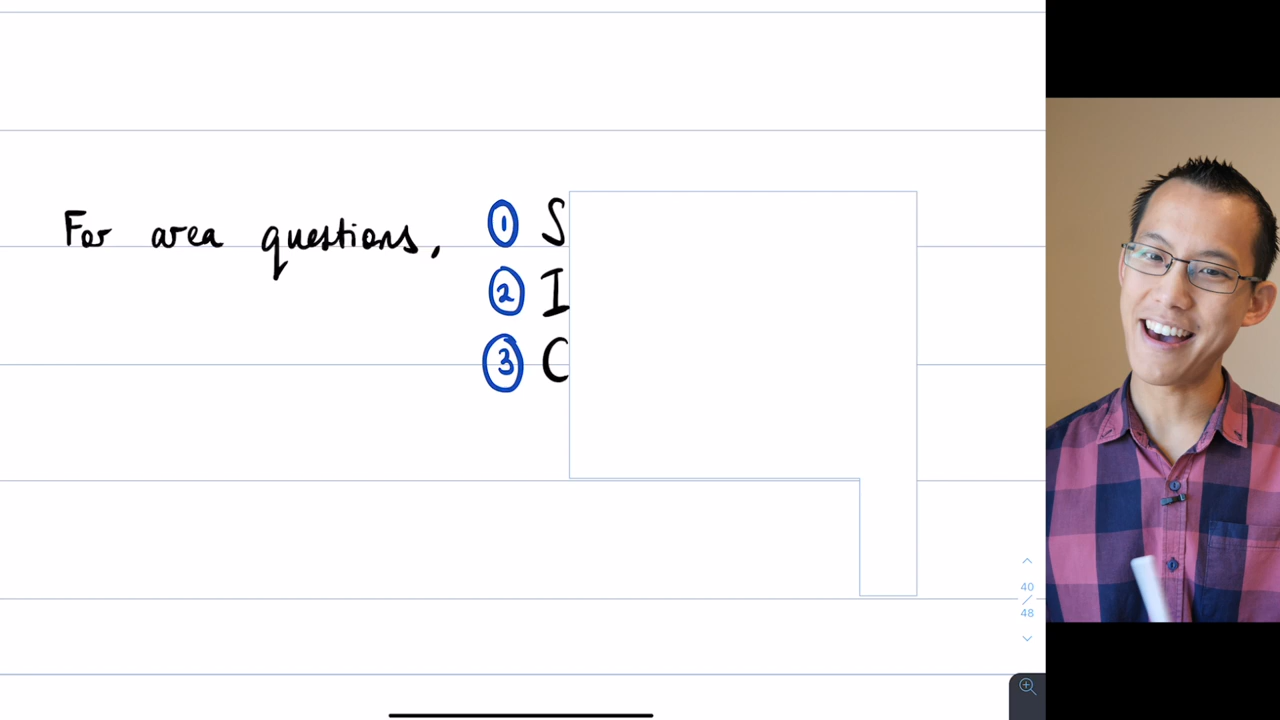 For area questions, ① S
② I
③ C
40
/
48